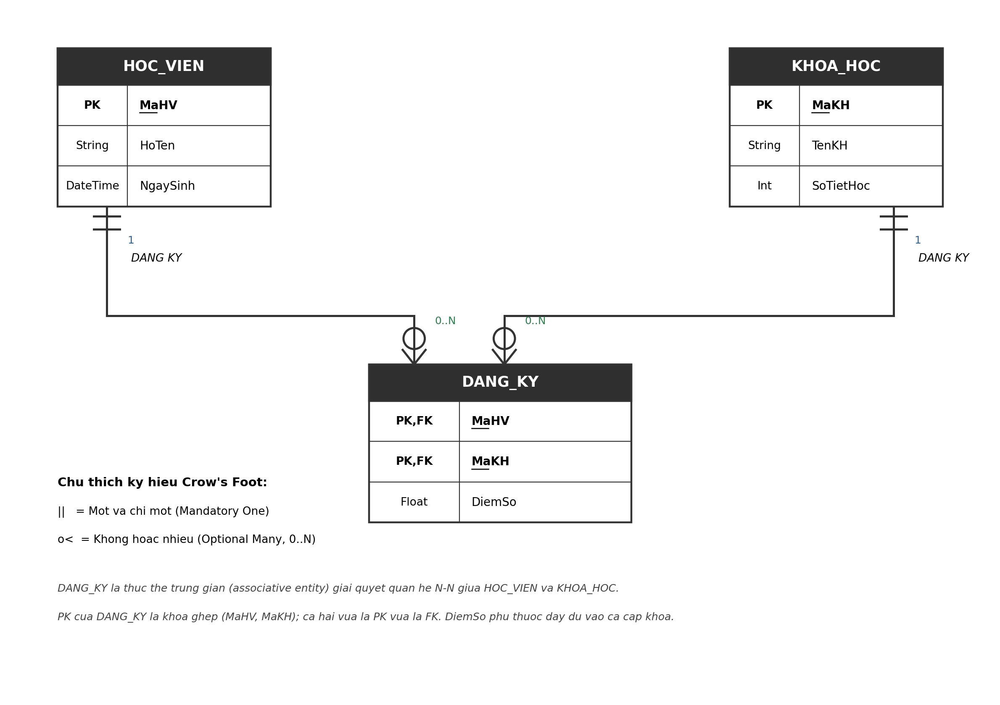 HOC_VIEN
PK MaHV
String HoTen
DateTime NgaySinh
KHOA_HOC
PK MaKH
String TenKH
Int SoTietHoc
1
DANG KY
1
DANG KY
0..N
0..N
DANG_KY
PK,FK MaHV
PK,FK MaKH
Float DiemSo
Chu thich ky hieu Crow's Foot:
|| = Mot va chi mot (Mandatory One)
o< = Khong hoac nhieu (Optional Many, 0..N)
DANG_KY la thuc the trung gian (associative entity) giai quyet quan he N-N giua HOC_VIEN va KHOA_HOC.
PK cua DANG_KY la khoa ghep (MaHV, MaKH); ca hai vua la PK vua la FK. DiemSo phu thuoc day du vao ca cap khoa.